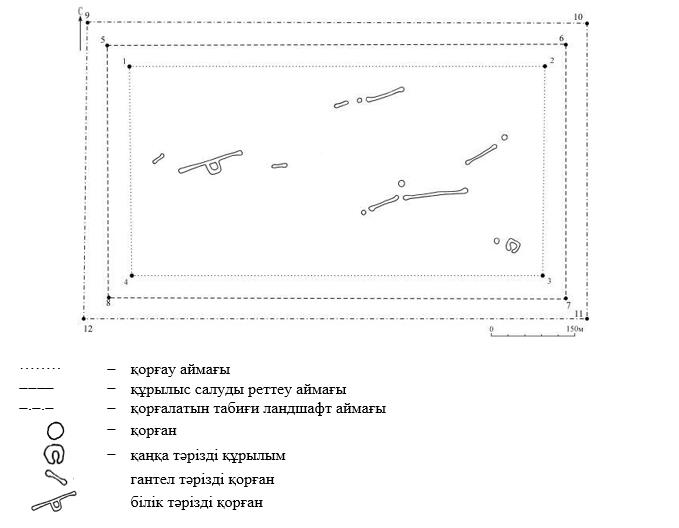 С
9
10
5
6
1
2
4
3
8
7
12
11
0 150м
– қорғау аймағы
– құрылыс салуды реттеу аймағы
– қорғалатын табиғи ландшафт аймағы
– қорған
– қаңқа тәрізді құрылым
гантел тәрізді қорған
білік тәрізді қорған